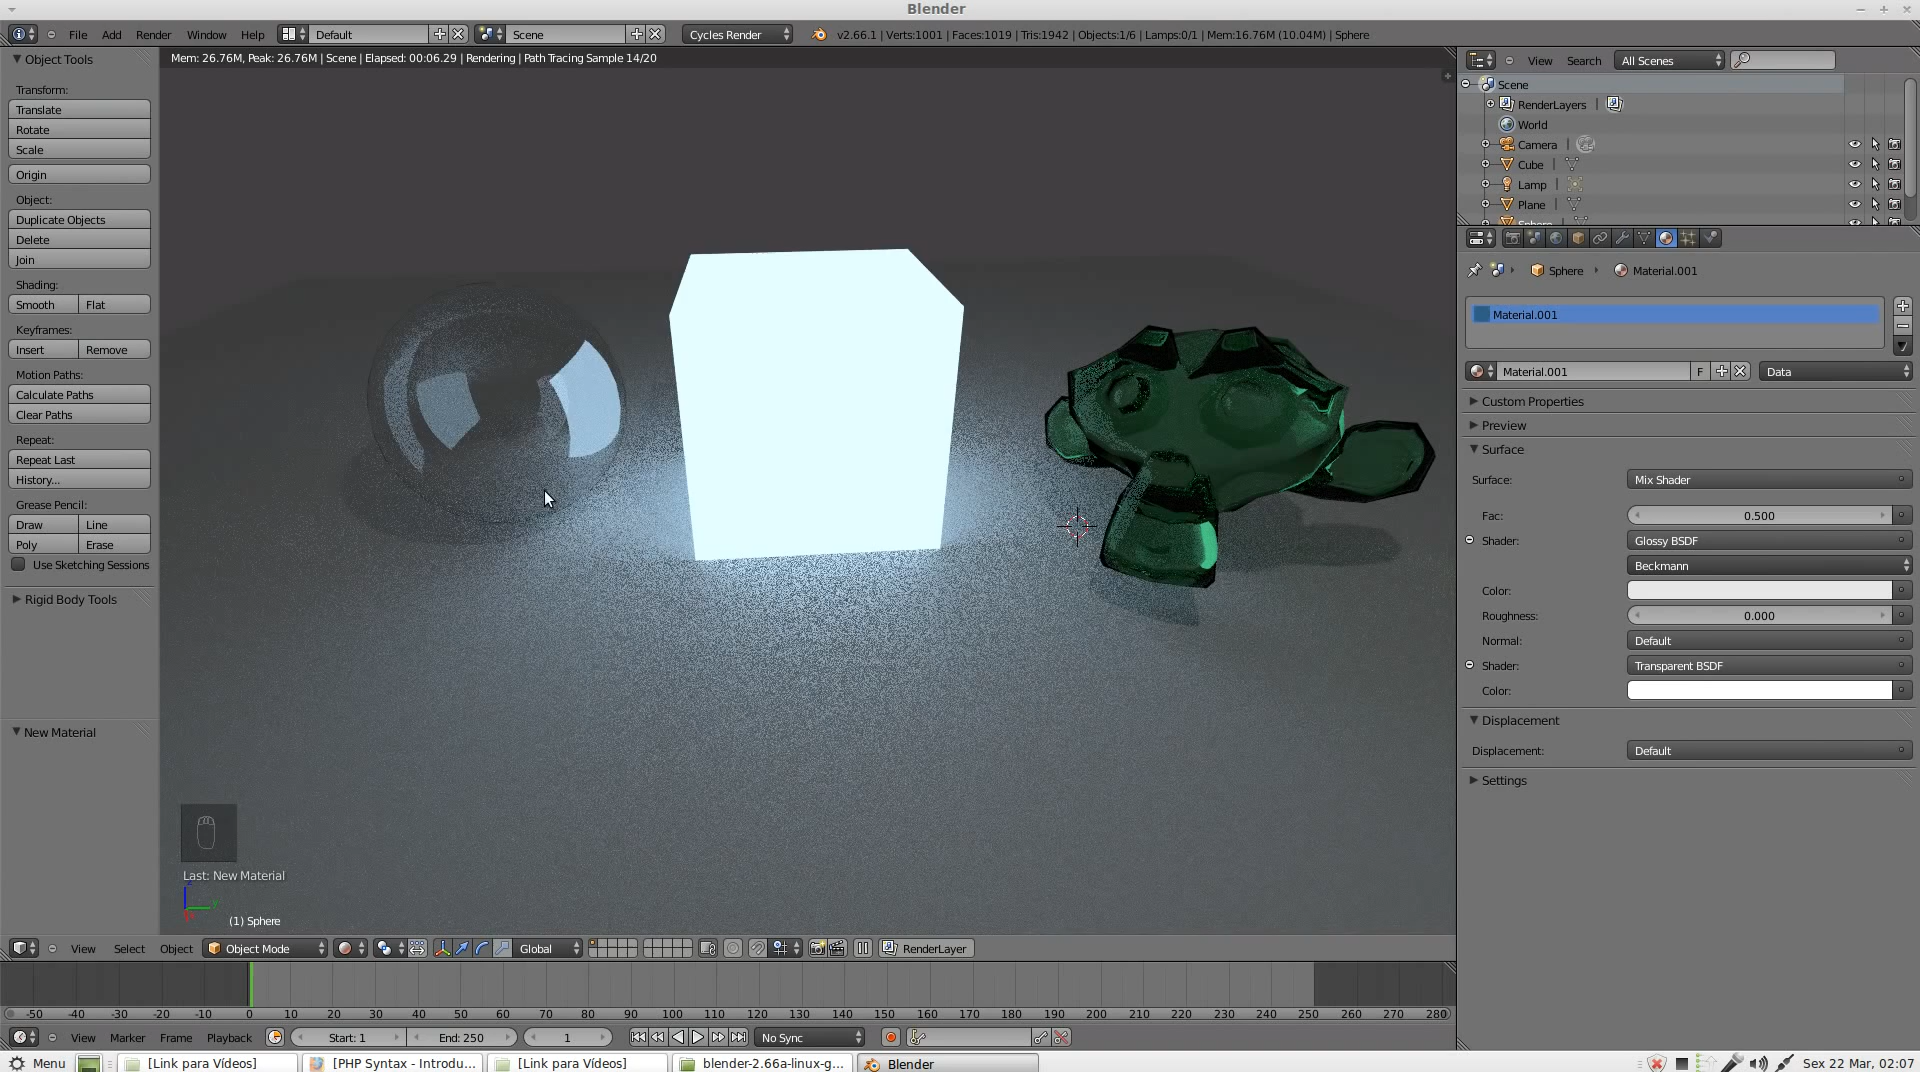 Blender
File Add Render Window Help Default Scene Cycles Render v2.66.1 | Verts:1001 | Faces:1019 | Tris:1942 | Objects:1/6 | Lamps:0/1 | Mem:16.76M (10.04M) | Sphere
Object Tools
Transform:
Translate
Rotate
Scale
Origin
Object:
Duplicate Objects
Delete
Join
Shading:
Smooth Flat
Keyframes:
Insert Remove
Motion Paths:
Calculate Paths
Clear Paths
Repeat:
Repeat Last
History...
Grease Pencil:
Draw Line
Poly Erase
Use Sketching Sessions
Rigid Body Tools
New Material
Mem: 26.76M, Peak: 26.76M | Scene | Elapsed: 00:06.29 | Rendering | Path Tracing Sample 14/20
Last: New Material
(1) Sphere
View Search All Scenes
Scene
RenderLayers |
World
Camera |
Cube |
Lamp |
Plane |
Sphere
Sphere Material.001
Material.001
Material.001 F Data
Custom Properties
Preview
Surface
Surface: Mix Shader
Fac: 0.500
Shader: Glossy BSDF
Beckmann
Color:
Roughness: 0.000
Normal: Default
Shader: Transparent BSDF
Color:
Displacement
Displacement: Default
Settings
View Select Object Object Mode Global RenderLayer
-50 -40 -30 -20 -10 0 10 20 30 40 50 60 70 80 90 100 110 120 130 140 150 160 170 180 190 200 210 220 230 240 250 260 270 280
View Marker Frame Playback Start: 1 End: 250 1 No Sync
Menu [Link para Vídeos] [PHP Syntax - Introdu... [Link para Vídeos] blender-2.66a-linux-g... Blender Sex 22 Mar, 02:07